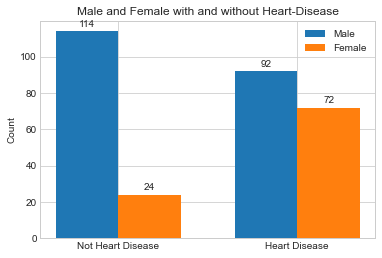 Male and Female with and without Heart-Disease
114
Male
Female
100
92
80
72
60
Count
40
24
20
0
Not Heart Disease
Heart Disease